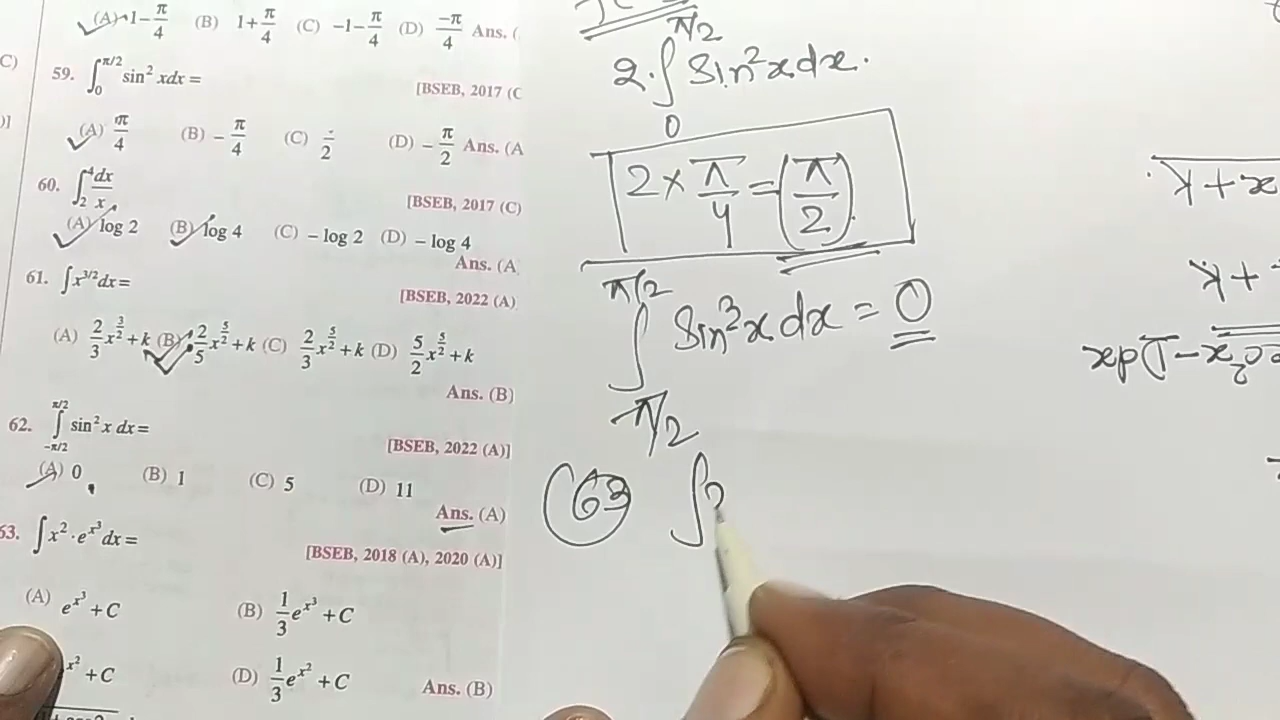 (A) 1 - π/4 (B) 1 + π/4 (C) -1 - π/4 (D) -π/4 Ans. (
C)
59. ∫₀^{π/2} sin² xdx = [BSEB, 2017 (C
)]
(A) π/4 (B) - π/4 (C) /2 (D) - π/2 Ans. (A
60. ∫₂⁴ dx/x [BSEB, 2017 (C)
(A) log 2 (B) log 4 (C) - log 2 (D) - log 4
Ans. (A
61. ∫x^{3/2}dx = [BSEB, 2022 (A)
(A) 2/3 x^{3/2} + k (B) 2/5 x^{5/2} + k (C) 2/3 x^{5/2} + k (D) 5/2 x^{5/2} + k
Ans. (B)
62. ∫_{-π/2}^{π/2} sin² x dx = [BSEB, 2022 (A)]
(A) 0 (B) 1 (C) 5 (D) 11
Ans. (A)
63. ∫x² · e^{x³} dx = [BSEB, 2018 (A), 2020 (A)]
(A) e^{x³} + C (B) 1/3 e^{x³} + C
x² + C (D) 1/3 e^{x²} + C Ans. (B)
2. ∫₀^{π/2} Sin²x dx.
2 × π/4 = (π/2).
∫_{-π/2}^{π/2} Sin³x dx = 0
63 ∫
x + k.
+ k
x - 1)dx